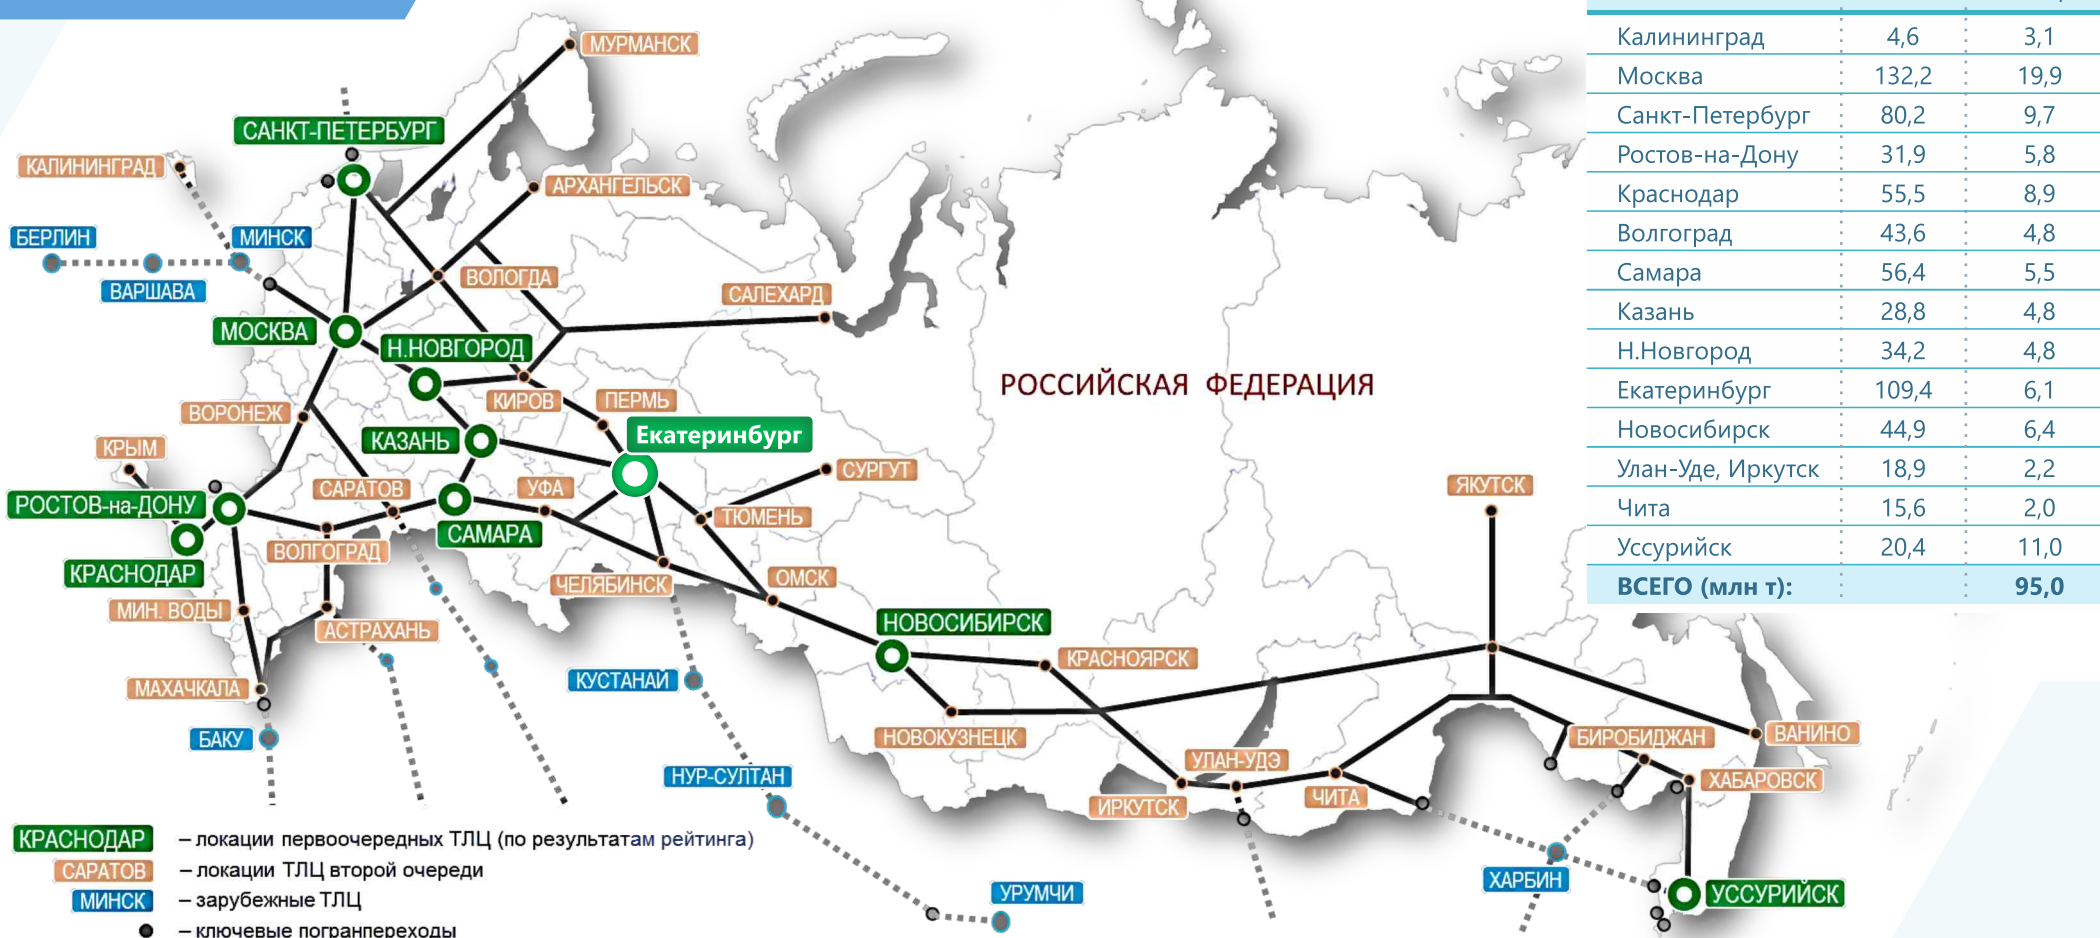 МУРМАНСК
САНКТ-ПЕТЕРБУРГ
КАЛИНИНГРАД
АРХАНГЕЛЬСК
БЕРЛИН
МИНСК
ВАРШАВА
ВОЛОГДА
САЛЕХАРД
МОСКВА
Н.НОВГОРОД
РОССИЙСКАЯ ФЕДЕРАЦИЯ
КИРОВ
ПЕРМЬ
ВОРОНЕЖ
КАЗАНЬ
Екатеринбург
КРЫМ
СУРГУТ
САРАТОВ
УФА
ЯКУТСК
РОСТОВ-на-ДОНУ
ТЮМЕНЬ
САМАРА
ВОЛГОГРАД
КРАСНОДАР
ЧЕЛЯБИНСК
ОМСК
МИН. ВОДЫ
АСТРАХАНЬ
НОВОСИБИРСК
КРАСНОЯРСК
КУСТАНАИ
МАХАЧКАЛА
БАКУ
НОВОКУЗНЕЦК
БИРОБИДЖАН
ВАНИНО
УЛАН-УДЭ
НУР-СУЛТАН
ХАБАРОВСК
ИРКУТСК
ЧИТА
ХАРБИН
УРУМЧИ
УССУРИЙСК
Калининград 4,6 3,1
Москва 132,2 19,9
Санкт-Петербург 80,2 9,7
Ростов-на-Дону 31,9 5,8
Краснодар 55,5 8,9
Волгоград 43,6 4,8
Самара 56,4 5,5
Казань 28,8 4,8
Н.Новгород 34,2 4,8
Екатеринбург 109,4 6,1
Новосибирск 44,9 6,4
Улан-Уде, Иркутск 18,9 2,2
Чита 15,6 2,0
Уссурийск 20,4 11,0
ВСЕГО (млн т): 95,0
КРАСНОДАР – локации первоочередных ТЛЦ (по результатам рейтинга)
САРАТОВ – локации ТЛЦ второй очереди
МИНСК – зарубежные ТЛЦ
– ключевые погранпереходы